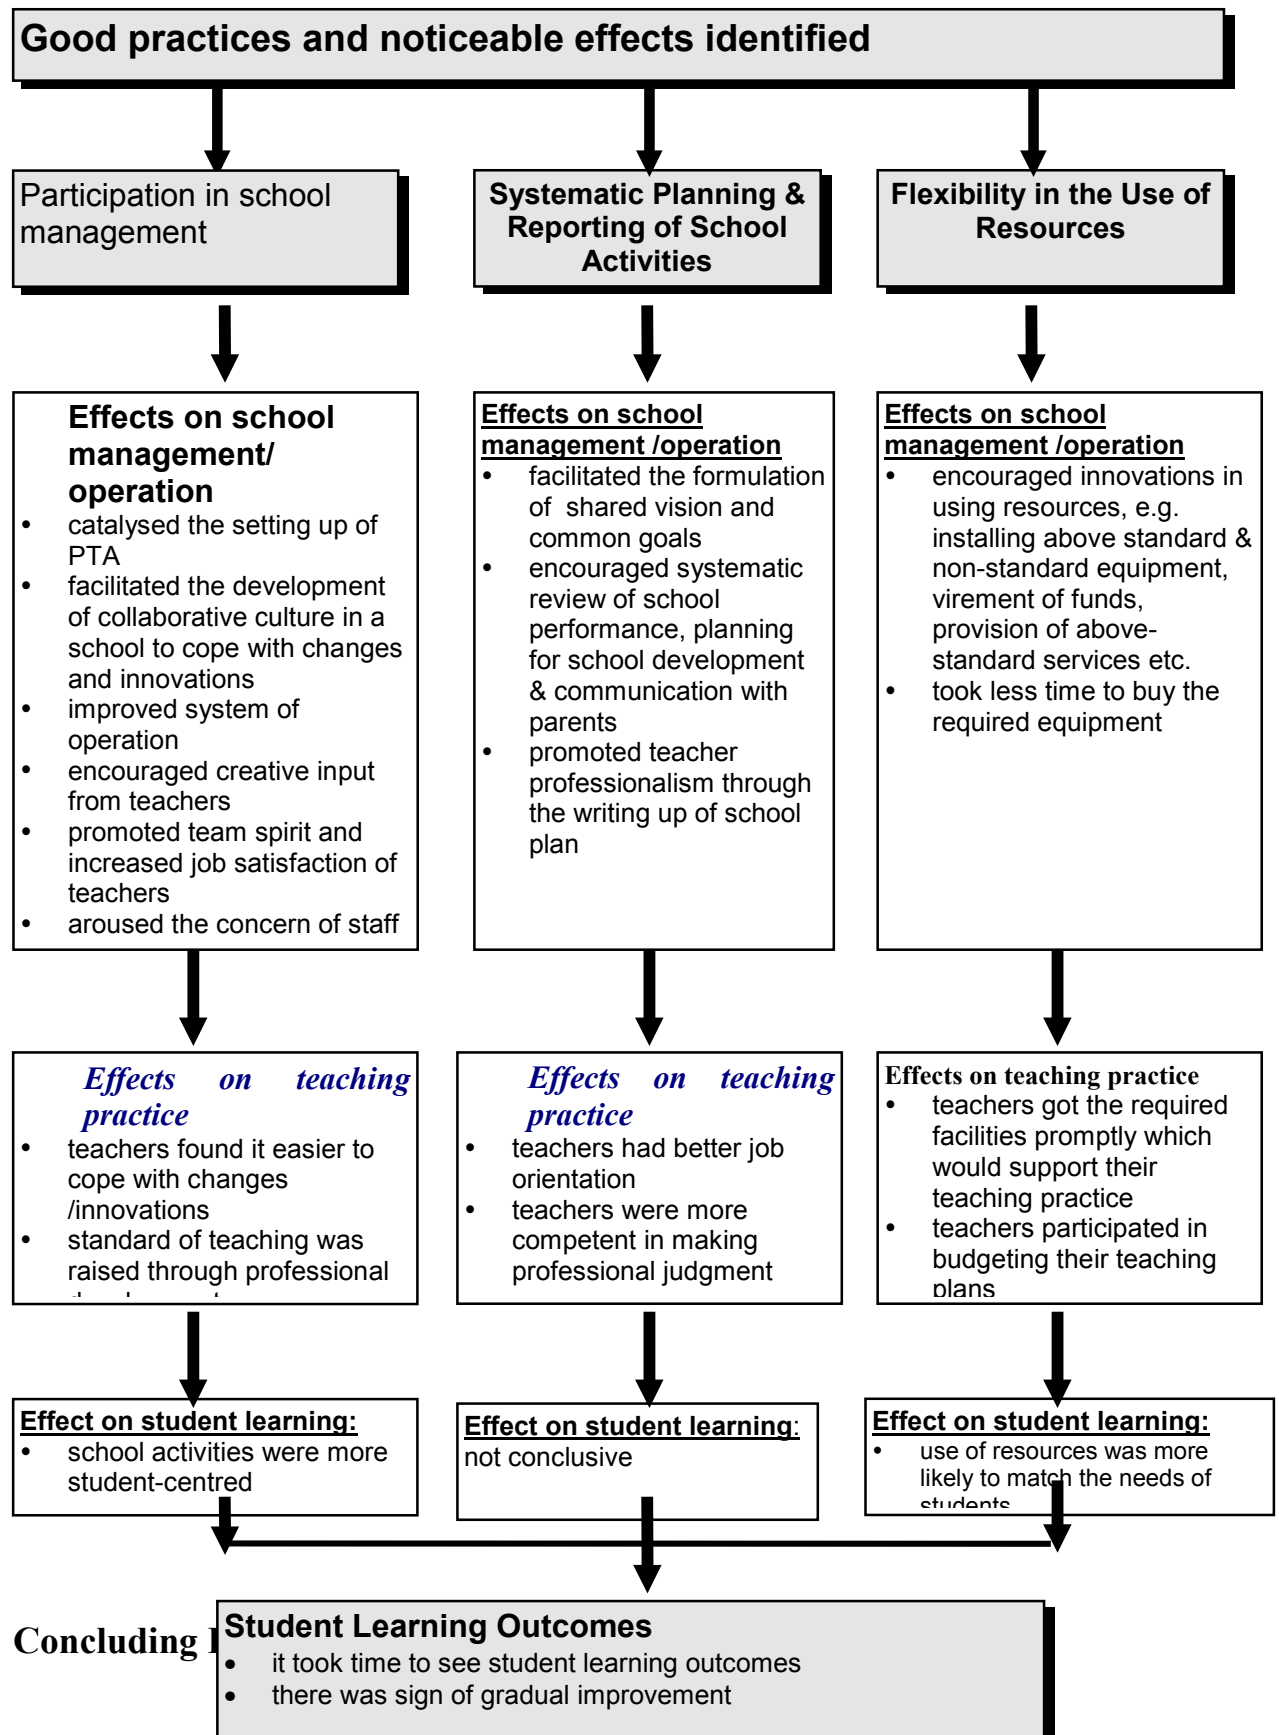 Good practices and noticeable effects identified
Participation in school
management
Systematic Planning &
Reporting of School
Activities
Flexibility in the Use of
Resources
Effects on school
management/
operation
• catalysed the setting up of
PTA
• facilitated the development
of collaborative culture in a
school to cope with changes
and innovations
• improved system of
operation
• encouraged creative input
from teachers
• promoted team spirit and
increased job satisfaction of
teachers
• aroused the concern of staff
Effects on school
management /operation
• facilitated the formulation
of shared vision and
common goals
• encouraged systematic
review of school
performance, planning
for school development
& communication with
parents
• promoted teacher
professionalism through
the writing up of school
plan
Effects on school
management /operation
• encouraged innovations in
using resources, e.g.
installing above standard &
non-standard equipment,
virement of funds,
provision of above-
standard services etc.
• took less time to buy the
required equipment
Effects on teaching
practice
• teachers found it easier to
cope with changes
/innovations
• standard of teaching was
raised through professional
Effects on teaching
practice
• teachers had better job
orientation
• teachers were more
competent in making
professional judgment
Effects on teaching practice
• teachers got the required
facilities promptly which
would support their
teaching practice
• teachers participated in
budgeting their teaching
plans
Effect on student learning:
• school activities were more
student-centred
Effect on student learning:
not conclusive
Effect on student learning:
• use of resources was more
likely to match the needs of
students
Concluding
Student Learning Outcomes
• it took time to see student learning outcomes
• there was sign of gradual improvement